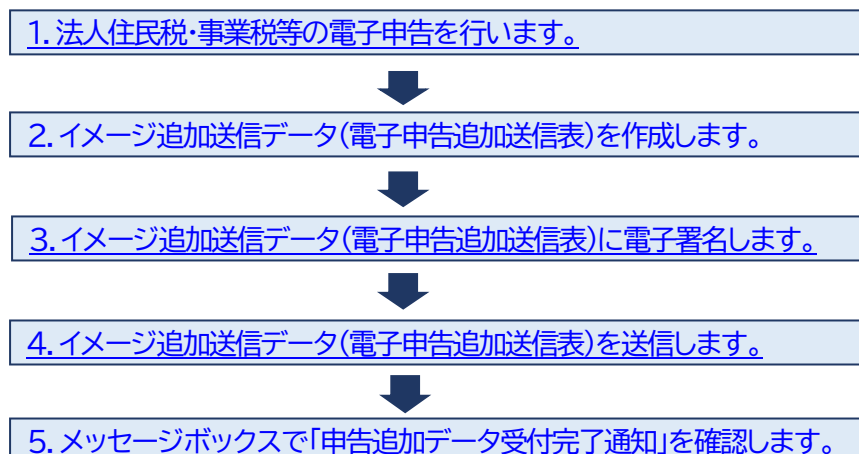 1.法人住民税・事業税等の電子申告を行います。
2.イメージ追加送信データ(電子申告追加送信表)を作成します。
3.イメージ追加送信データ(電子申告追加送信表)に電子署名します。
4.イメージ追加送信データ(電子申告追加送信表)を送信します。
5.メッセージボックスで「申告追加データ受付完了通知」を確認します。